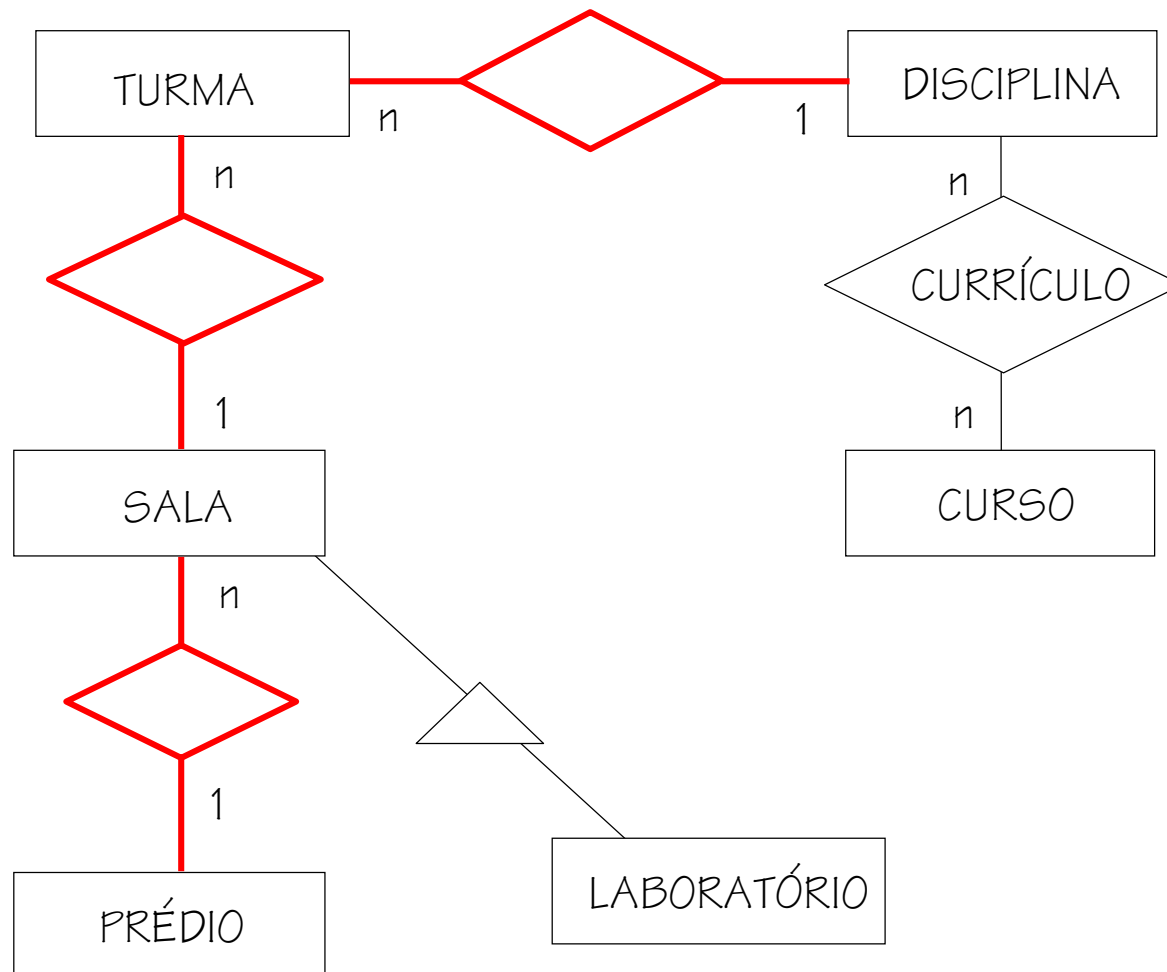 TURMA
n
1
DISCIPLINA
n
n
CURRÍCULO
1
n
SALA
CURSO
n
1
LABORATÓRIO
PRÉDIO